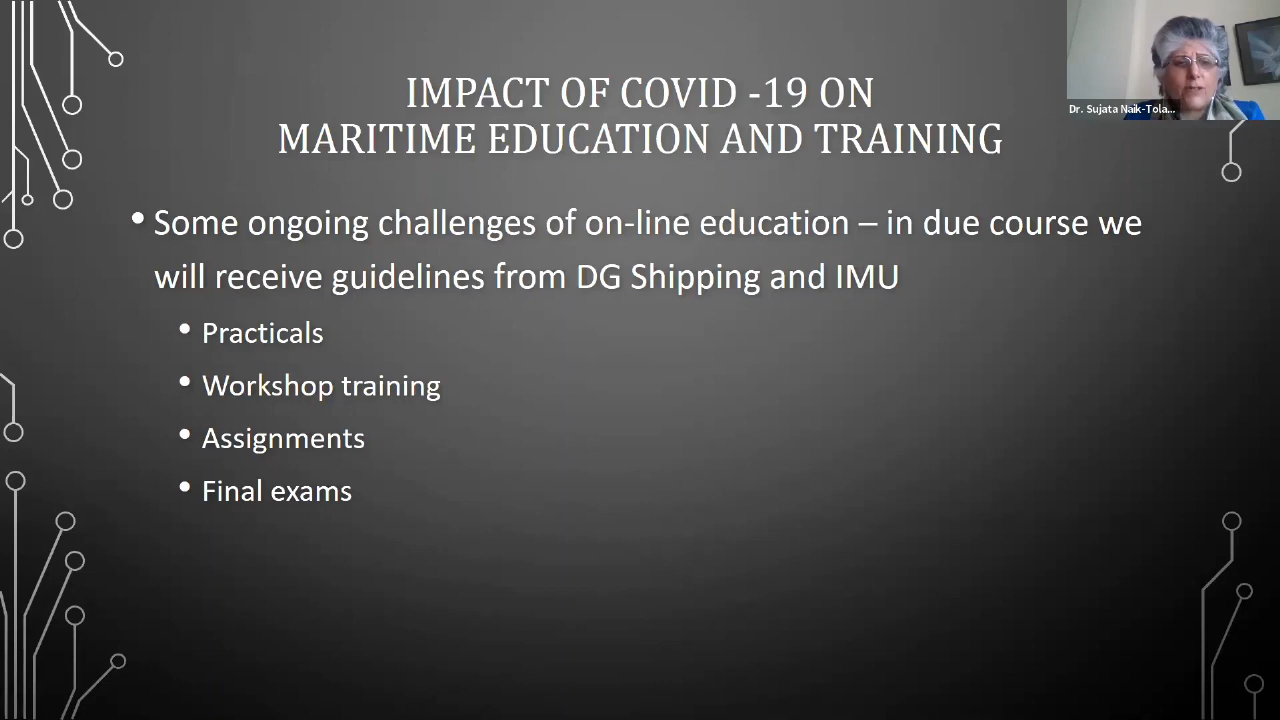 IMPACT OF COVID -19 ON
MARITIME EDUCATION AND TRAINING
Dr. Sujata Naik-Tola...
• Some ongoing challenges of on-line education – in due course we
will receive guidelines from DG Shipping and IMU
• Practicals
• Workshop training
• Assignments
• Final exams